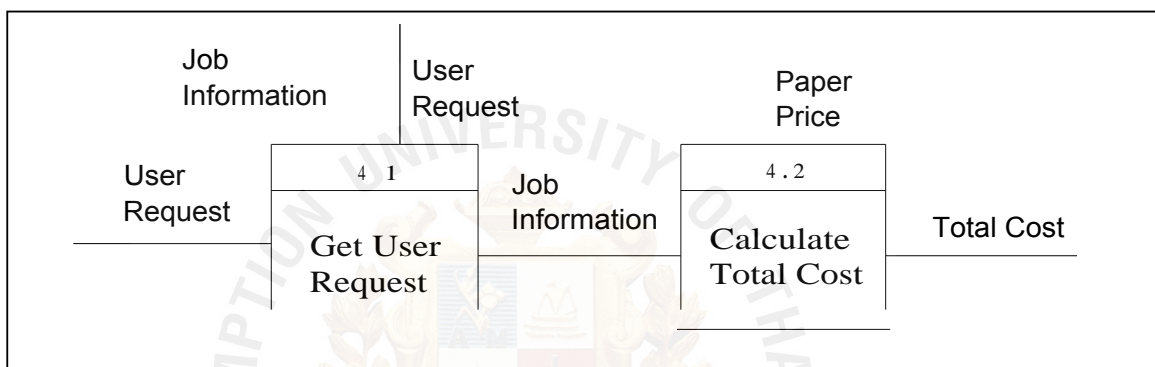 Job
Information
User
Request
Paper
Price
User
Request
4 1
Job
Information
4.2
Total Cost
Get User
Request
Calculate
Total Cost